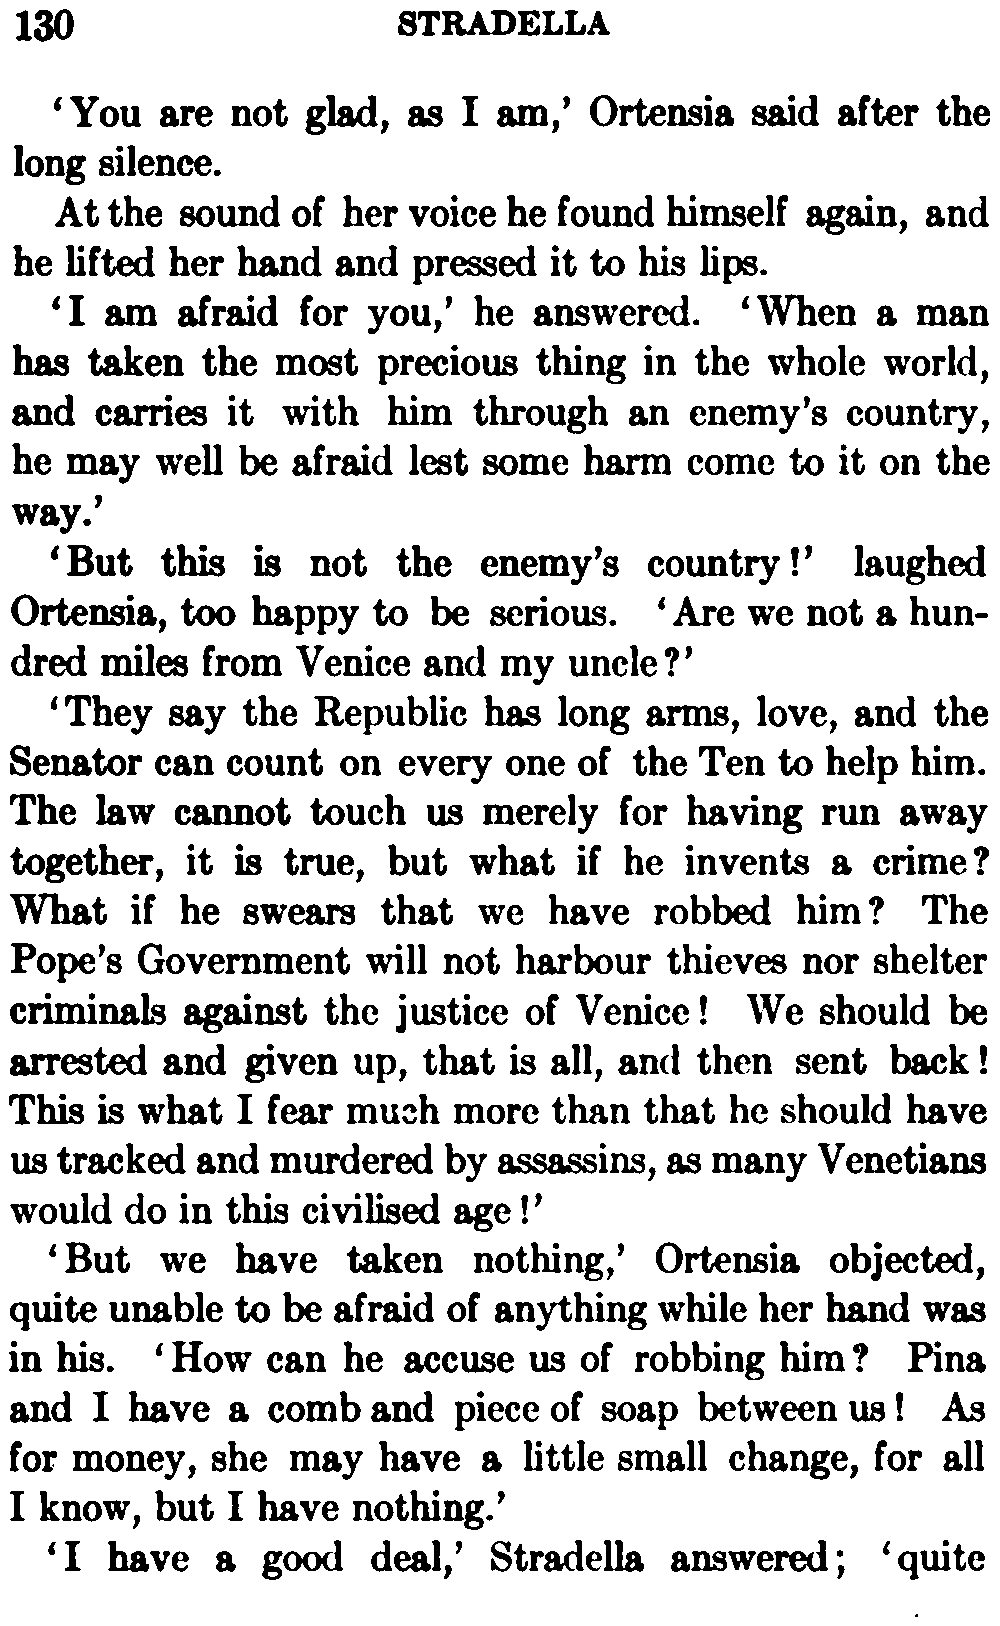 130 STRADELLA
'You are not glad, as I am,' Ortensia said after the
long silence.
At the sound of her voice he found himself again, and
he lifted her hand and pressed it to his lips.
'I am afraid for you,' he answered. 'When a man
has taken the most precious thing in the whole world,
and carries it with him through an enemy's country,
he may well be afraid lest some harm come to it on the
way.'
'But this is not the enemy's country!' laughed
Ortensia, too happy to be serious. 'Are we not a hun-
dred miles from Venice and my uncle?'
'They say the Republic has long arms, love, and the
Senator can count on every one of the Ten to help him.
The law cannot touch us merely for having run away
together, it is true, but what if he invents a crime?
What if he swears that we have robbed him? The
Pope's Government will not harbour thieves nor shelter
criminals against the justice of Venice! We should be
arrested and given up, that is all, and then sent back!
This is what I fear much more than that he should have
us tracked and murdered by assassins, as many Venetians
would do in this civilised age!'
'But we have taken nothing,' Ortensia objected,
quite unable to be afraid of anything while her hand was
in his. 'How can he accuse us of robbing him? Pina
and I have a comb and piece of soap between us! As
for money, she may have a little small change, for all
I know, but I have nothing.'
'I have a good deal,' Stradella answered; 'quite